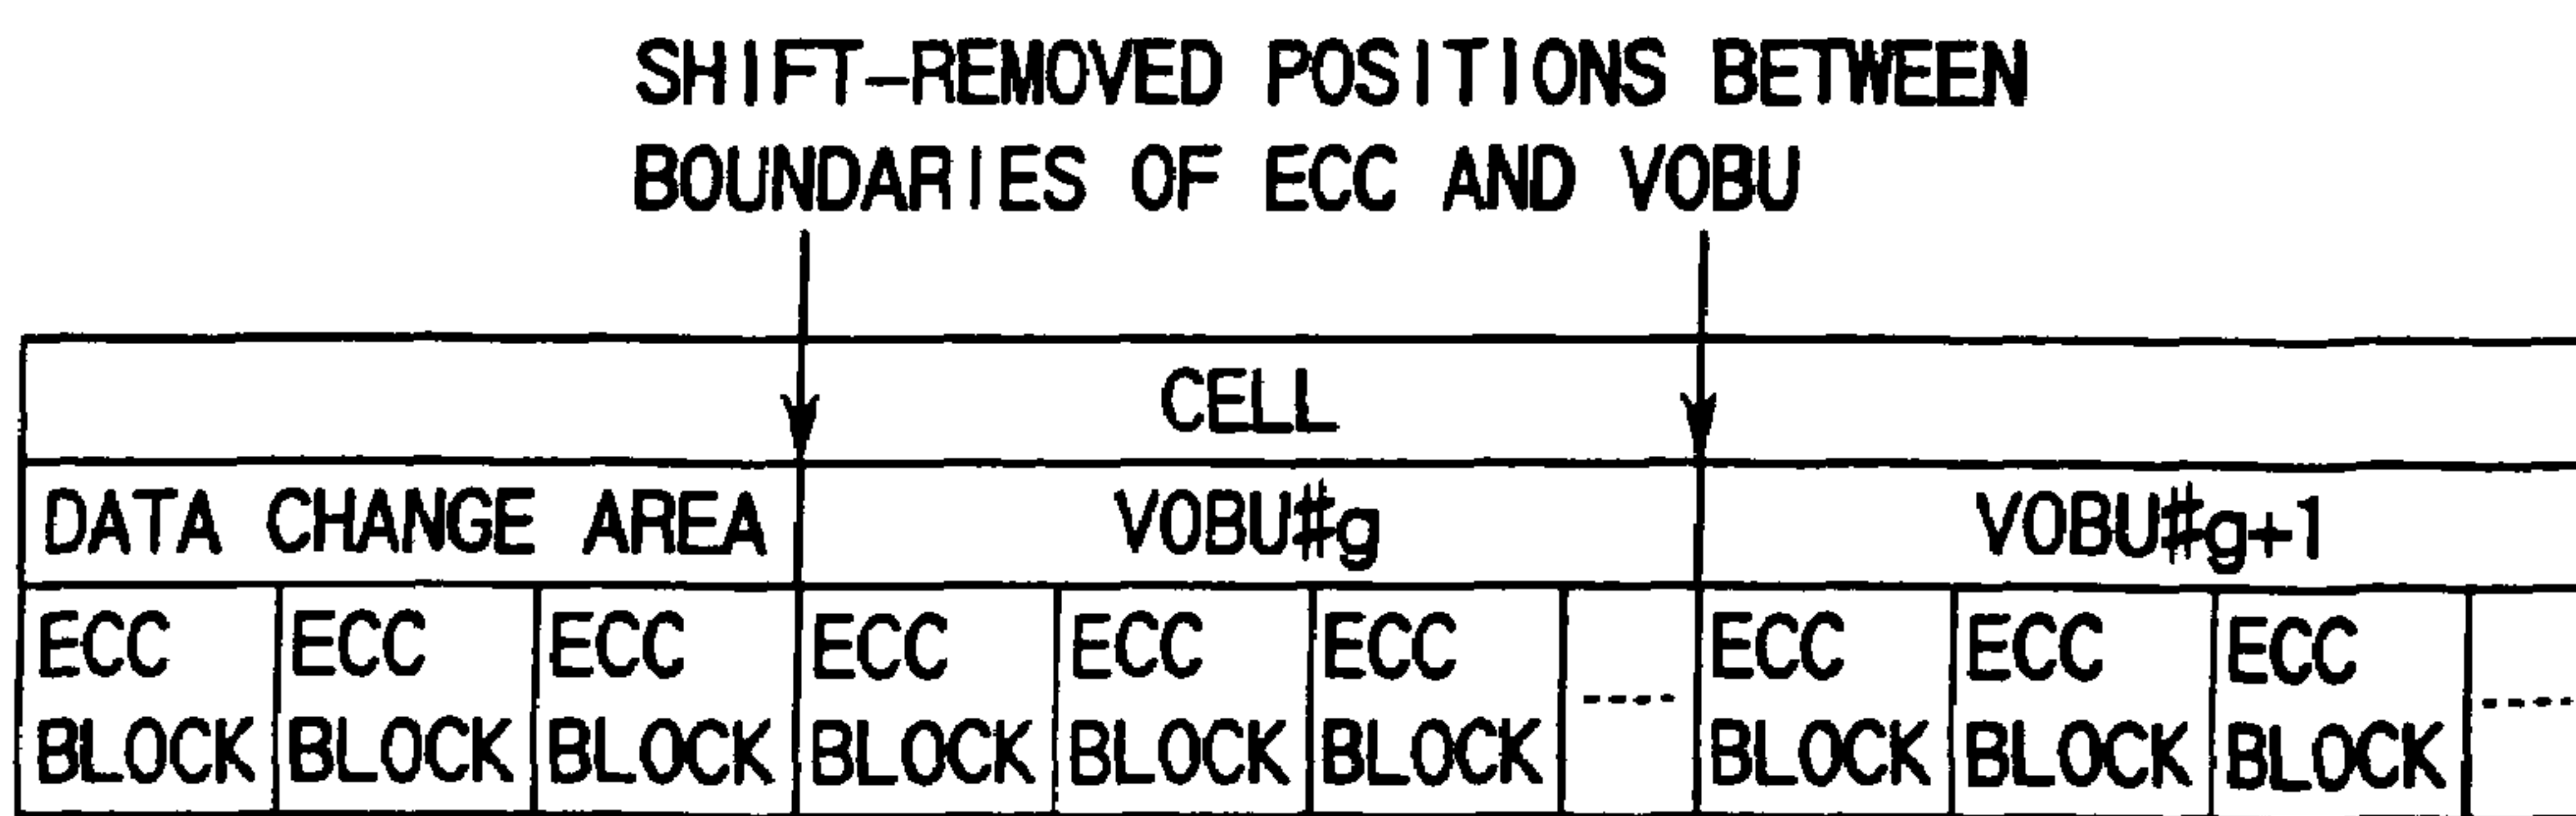 SHIFT-REMOVED POSITIONS BETWEEN
BOUNDARIES OF ECC AND VOBU
CELL
DATA CHANGE AREA VOBU#g VOBU#g+1
ECC ECC ECC ECC ECC ECC ECC ECC ECC
BLOCK BLOCK BLOCK BLOCK BLOCK BLOCK ---- BLOCK BLOCK BLOCK ----